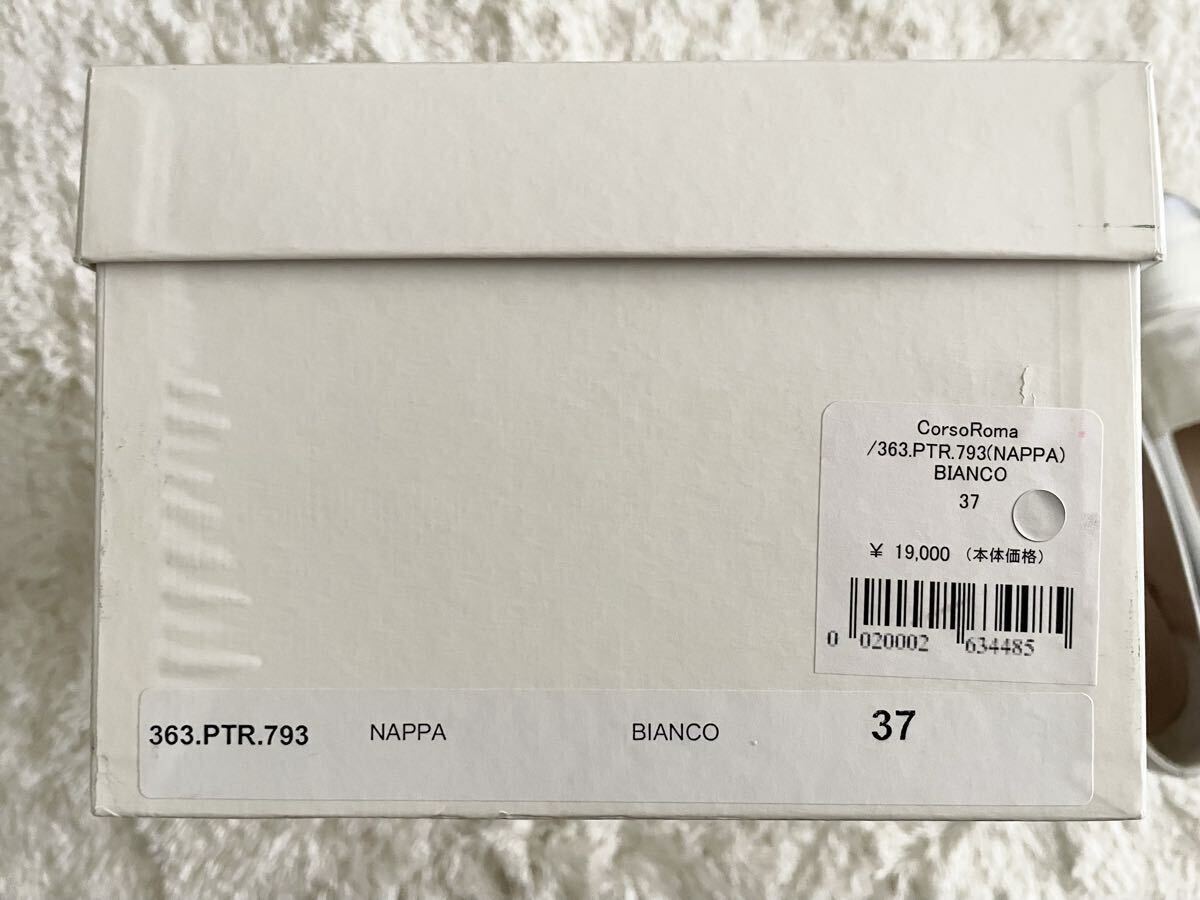 CorsoRoma
/363.PTR.793(NAPPA)
BIANCO
37
¥ 19,000 (本体価格)
0 020002 634485
363.PTR.793 NAPPA BIANCO 37